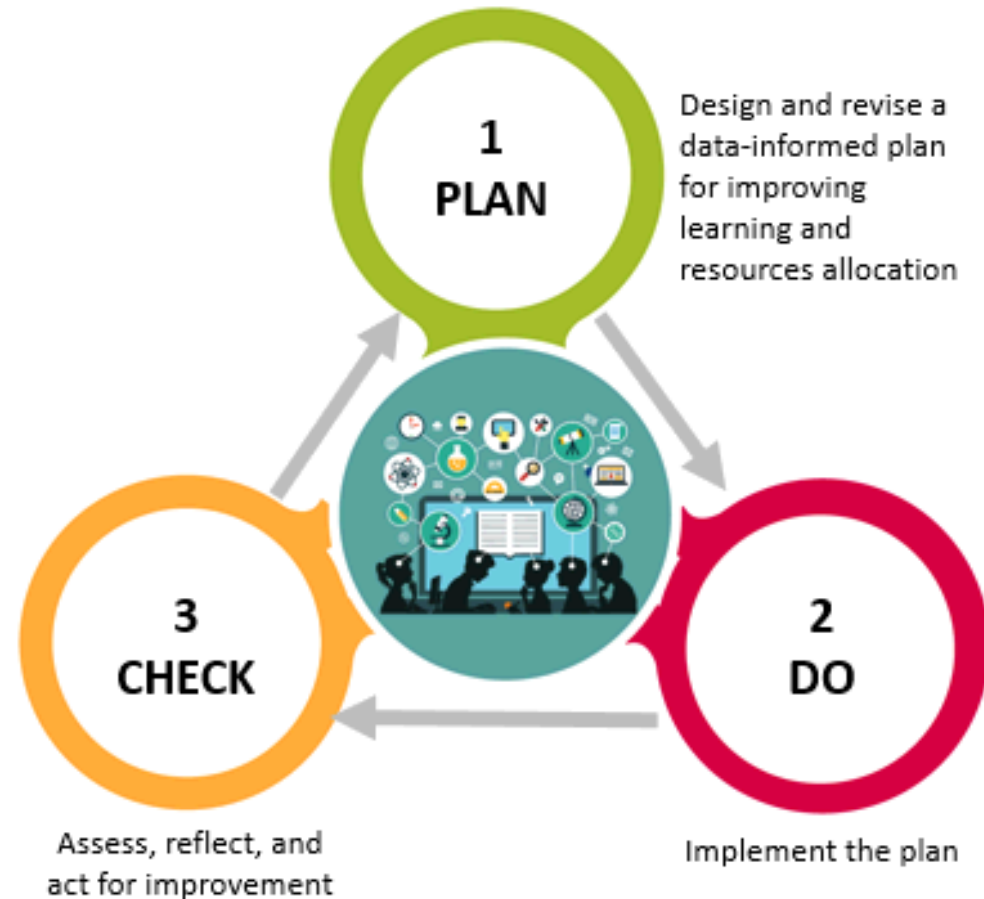 1
PLAN
Design and revise a
data-informed plan
for improving
learning and
resources allocation
2
DO
Implement the plan
3
CHECK
Assess, reflect, and
act for improvement